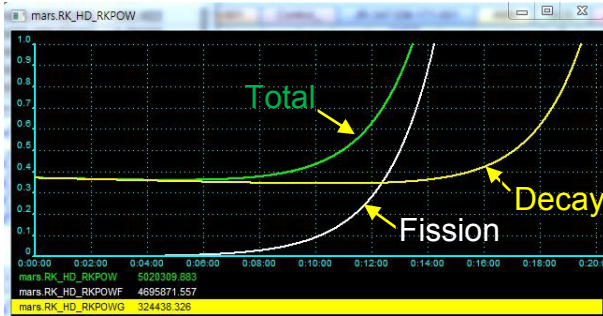 mars.RK_HD_RKPOW
1.0
0.9
0.8
0.7
0.6
0.5
0.4
0.3
0.2
0.1
0
Total
Decay
Fission
0:00:00 0:02:00 0:04:00 0:06:00 0:08:00 0:10:00 0:12:00 0:14:00 0:16:00 0:18:00 0:20:0
mars.RK_HD_RKPOW 5020309.883
mars.RK_HD_RKPOWF 4695871.557
mars.RK_HD_RKPOWG 324438.326